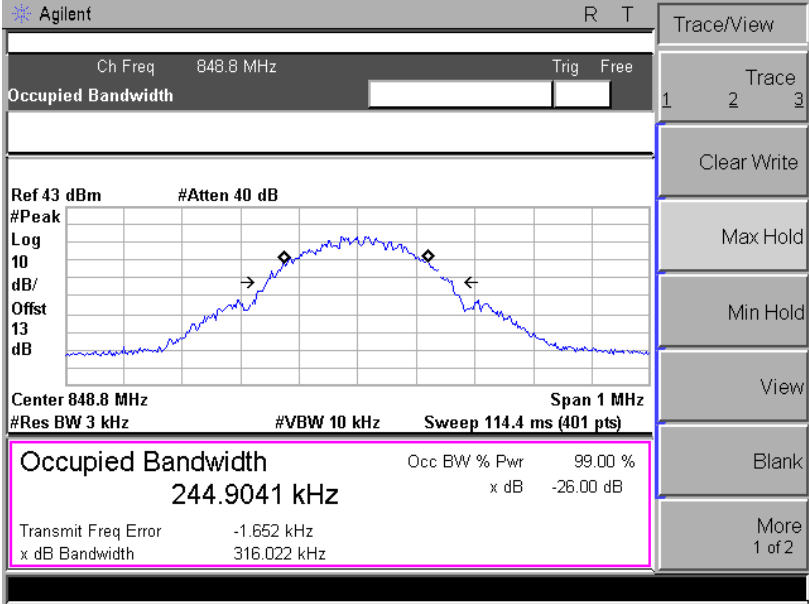 Agilent R T
Ch Freq 848.8 MHz Trig Free
Occupied Bandwidth
Ref 43 dBm #Atten 40 dB
#Peak
Log
10
dB/
Offst
13
dB
Center 848.8 MHz Span 1 MHz
#Res BW 3 kHz #VBW 10 kHz Sweep 114.4 ms (401 pts)
Occupied Bandwidth
244.9041 kHz
Occ BW % Pwr 99.00 %
x dB -26.00 dB
Transmit Freq Error -1.652 kHz
x dB Bandwidth 316.022 kHz
Trace/View
Trace
1 2 3
Clear Write
Max Hold
Min Hold
View
Blank
More
1 of 2